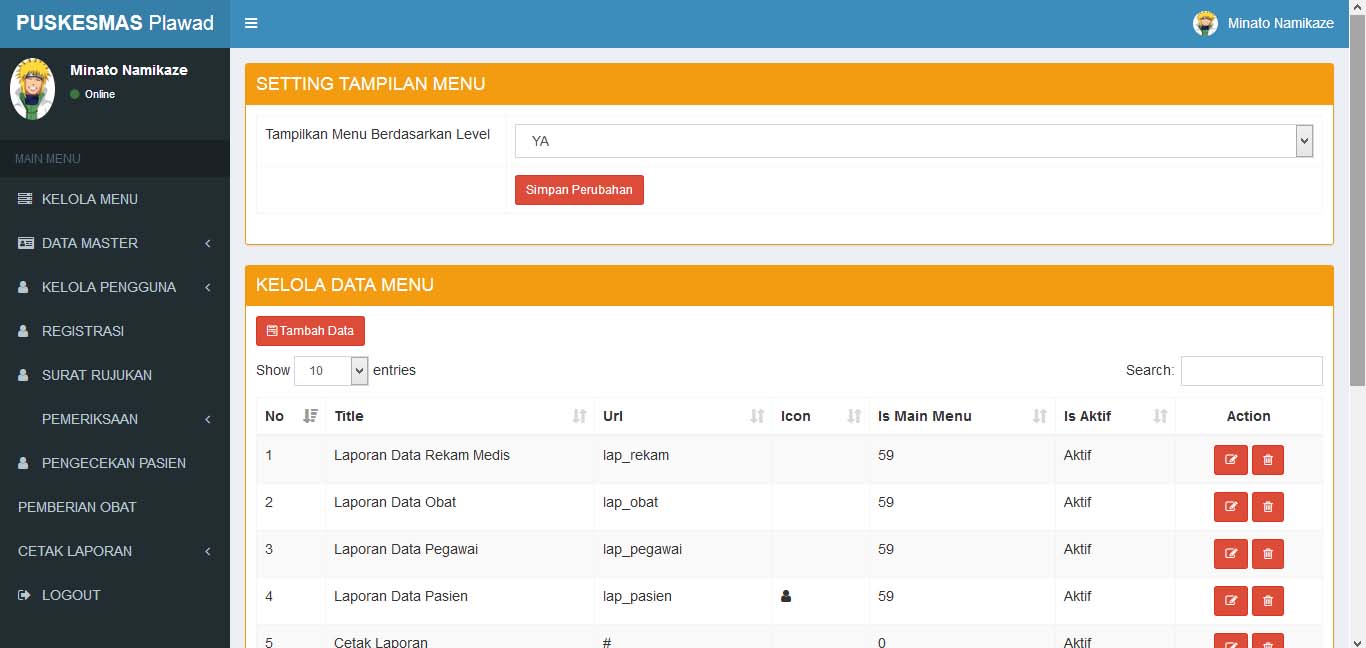 PUSKESMAS Plawad
Minato Namikaze
Minato Namikaze
Online
MAIN MENU
KELOLA MENU
DATA MASTER
KELOLA PENGGUNA
REGISTRASI
SURAT RUJUKAN
PEMERIKSAAN
PENGECEKAN PASIEN
PEMBERIAN OBAT
CETAK LAPORAN
LOGOUT
SETTING TAMPILAN MENU
Tampilkan Menu Berdasarkan Level YA
Simpan Perubahan
KELOLA DATA MENU
Tambah Data
Show 10 entries Search:
No Title Url Icon Is Main Menu Is Aktif Action
1 Laporan Data Rekam Medis lap_rekam 59 Aktif
2 Laporan Data Obat lap_obat 59 Aktif
3 Laporan Data Pegawai lap_pegawai 59 Aktif
4 Laporan Data Pasien lap_pasien 59 Aktif
5 Cetak Laporan # 0 Aktif